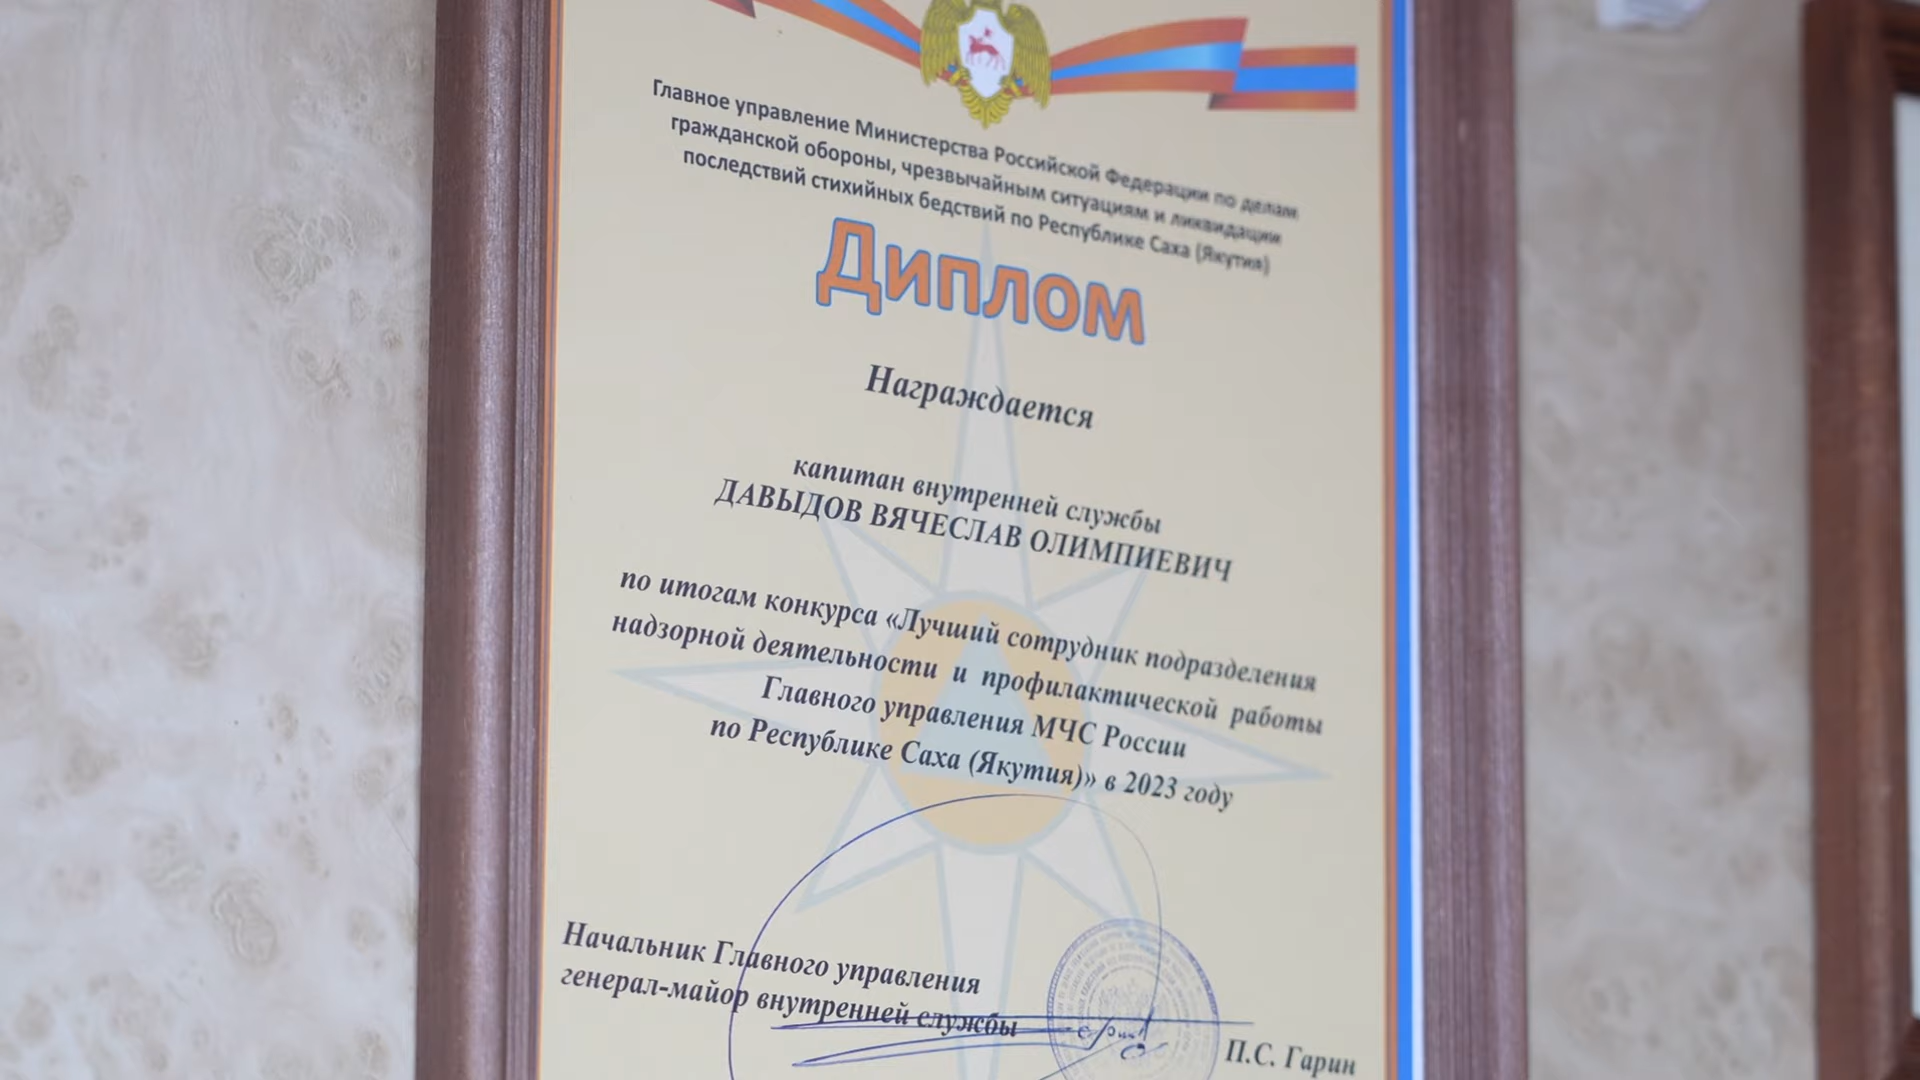 Главное управление Министерства Российской Федерации по делам
гражданской обороны, чрезвычайным ситуациям и ликвидации
последствий стихийных бедствий по Республике Саха (Якутия)
Диплом
Награждается
капитан внутренней службы
ДАВЫДОВ ВЯЧЕСЛАВ ОЛИМПИЕВИЧ
по итогам конкурса «Лучший сотрудник подразделения
надзорной деятельности и профилактической работы
Главного управления МЧС России
по Республике Саха (Якутия)» в 2023 году
Начальник Главного управления
генерал-майор внутренней службы
П.С. Гарин